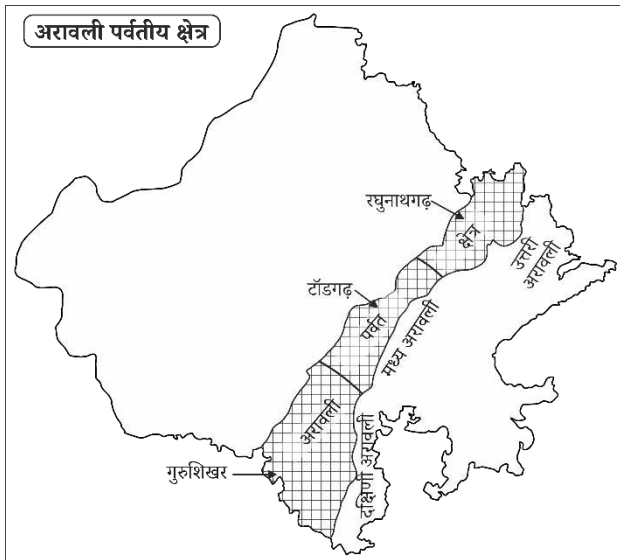 अरावली पर्वतीय क्षेत्र
रघुनाथगढ़
क्षेत्र
उत्तरी
अरावली
टॉडगढ़
पर्वत
मध्य अरावली
अरावली
दक्षिणी अरावली
गुरुशिखर